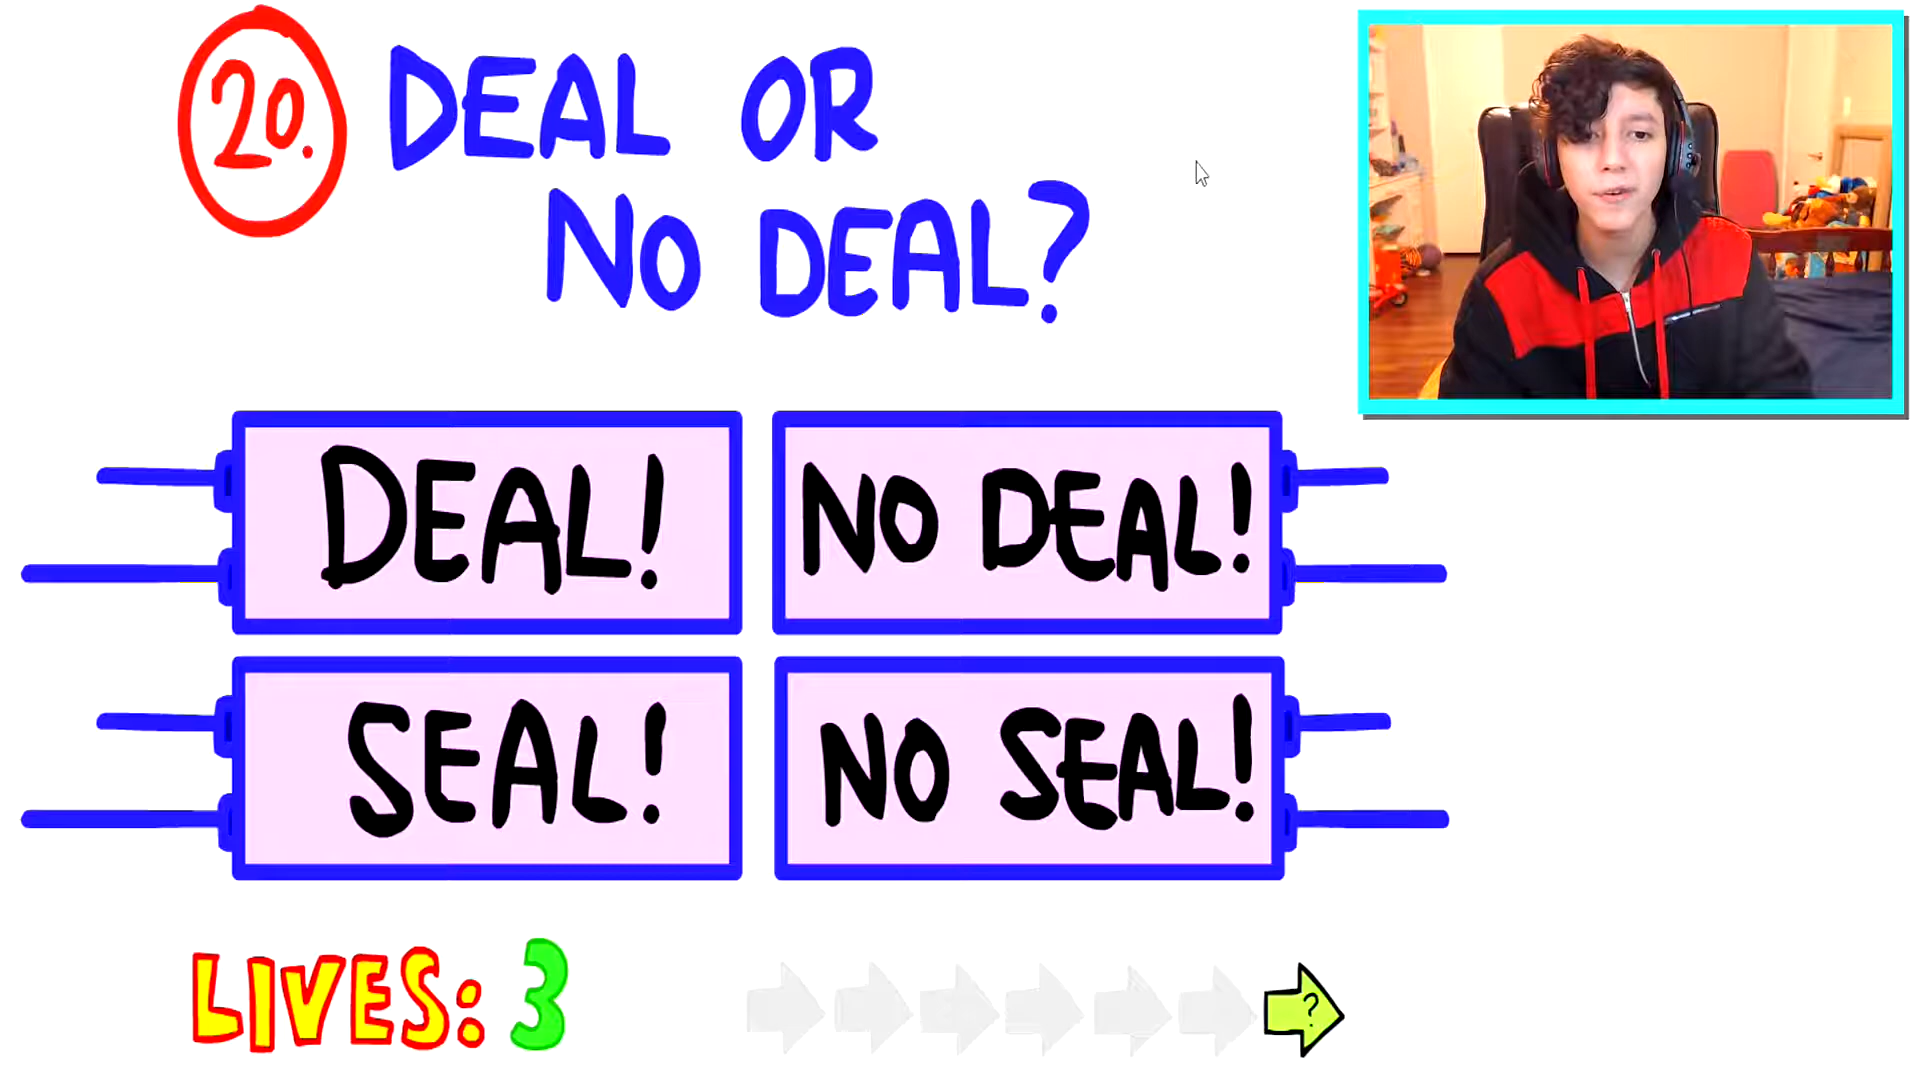 20. DEAL OR
NO DEAL?
DEAL!
NO DEAL!
SEAL!
NO SEAL!
LIVES: 3
?